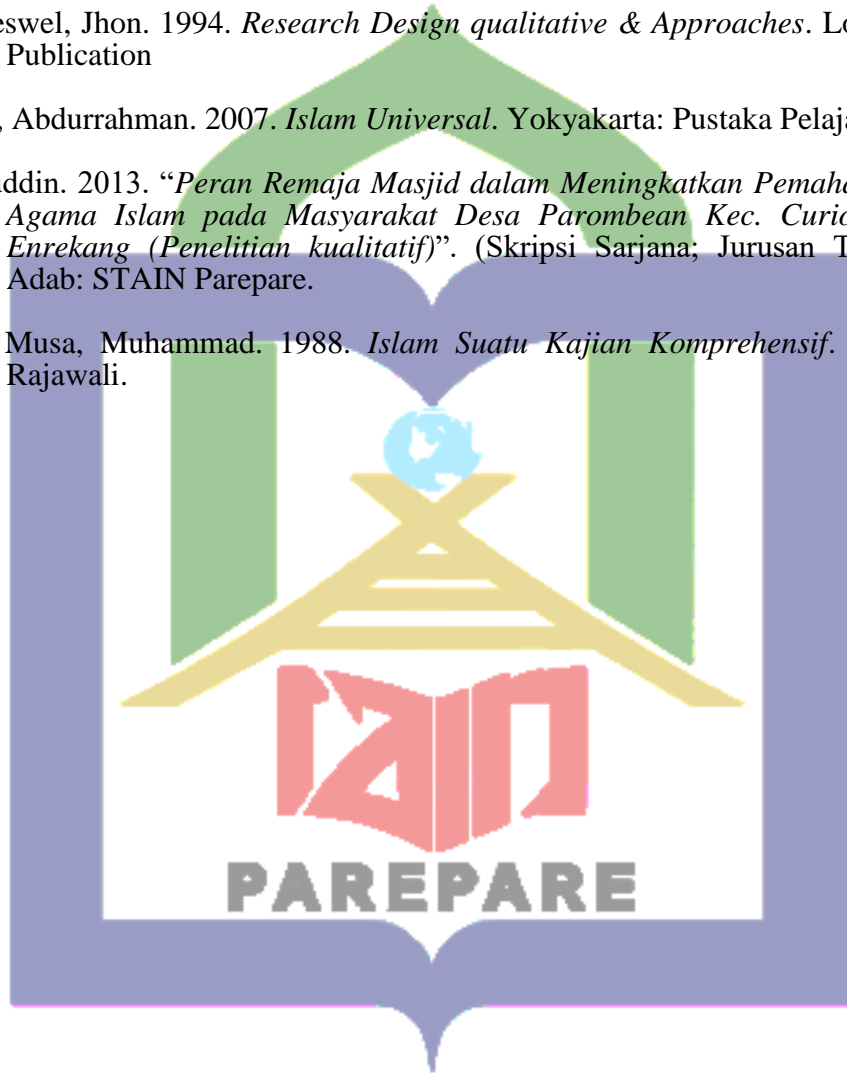 eswel, Jhon. 1994. Research Design qualitative & Approaches. Lo
Publication
, Abdurrahman. 2007. Islam Universal. Yokyakarta: Pustaka Pelaja
ddin. 2013. “Peran Remaja Masjid dalam Meningkatkan Pemaha
Agama Islam pada Masyarakat Desa Parombean Kec. Curio
Enrekang (Penelitian kualitatif)”. (Skripsi Sarjana; Jurusan T
Adab: STAIN Parepare.
Musa, Muhammad. 1988. Islam Suatu Kajian Komprehensif.
Rajawali.
iain
PAREPARE